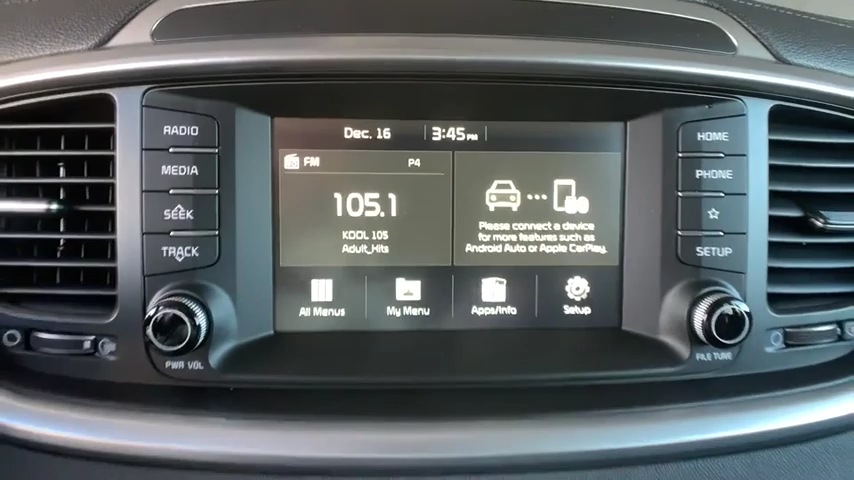 RADIO
MEDIA
SEEK
TRACK
PWR VOL
Dec. 16
3:45 PM
FM
P4
105.1
KOOL 105
Adult_Hits
Please connect a device
for more features such as
Android Auto or Apple CarPlay.
All Menus
My Menu
Apps/Info
Setup
HOME
PHONE
SETUP
FILE TUNE